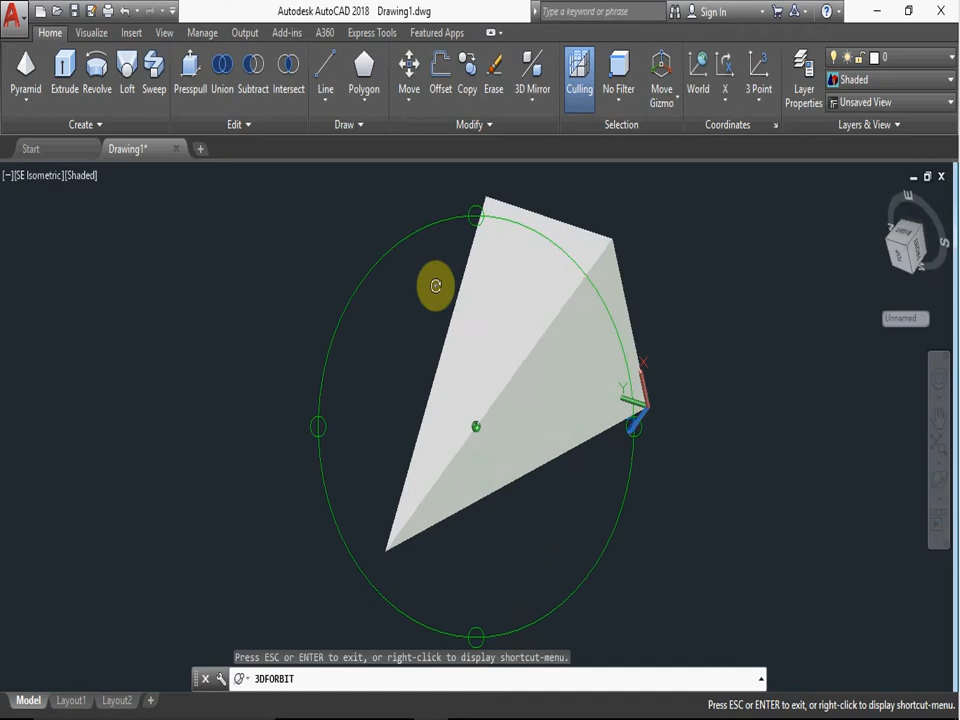 Autodesk AutoCAD 2018 Drawing1.dwg
Type a keyword or phrase
Sign In
Home Visualize Insert View Manage Output Add-ins A360 Express Tools Featured Apps
Pyramid Extrude Revolve Loft Sweep Presspull Union Subtract Intersect Line Polygon Move Offset Copy Erase 3D Mirror Culling No Filter Move Gizmo World X 3 Point Layer Properties
0
Shaded
Unsaved View
Create Edit Draw Modify Selection Coordinates Layers & View
Start Drawing1*
[−][SE Isometric][Shaded]
E
S
RIGHT
TOP
Unnamed
X
Y
Press ESC or ENTER to exit, or right-click to display shortcut-menu.
3DFORBIT
Model Layout1 Layout2
Press ESC or ENTER to exit, or right-click to display shortcut-menu.